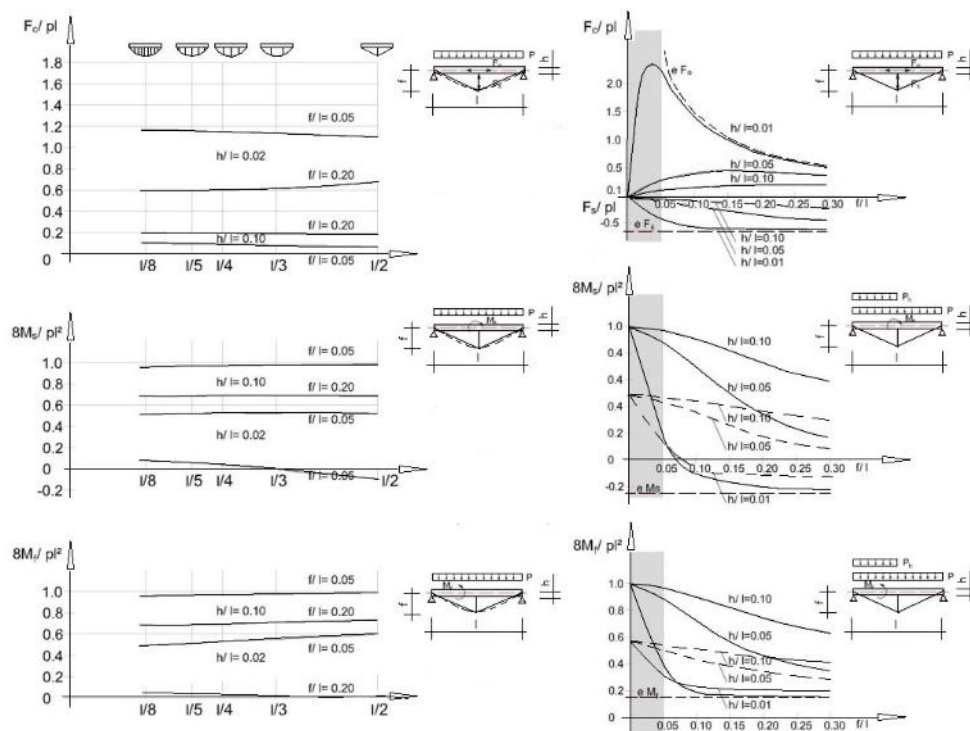 Fc/ pl
1.8
1.6
1.4
1.2
1.0
0.8
0.6
0.4
0.2
0
f/ l= 0.05
h/ l= 0.02
f/ l= 0.20
f/ l= 0.20
h/ l= 0.10
f/ l= 0.05
l/8
l/5
l/4
l/3
l/2
P
Fc
Fs
f
h
l
Fc/ pl
2.0
1.5
1.0
0.5
0.1
Fs/ pl
-0.5
e Fs
h/ l=0.01
h/ l=0.05
h/ l=0.10
0.05
0.10
0.15
0.20
0.25
0.30
f/ l
h/ l=0.10
h/ l=0.05
h/ l=0.01
P
f
h
l
8Ms/ pl²
1.0
0.8
0.6
0.4
0.2
0
-0.2
f/ l= 0.05
h/ l= 0.10
f/ l= 0.20
f/ l= 0.05
h/ l= 0.02
f/ l= 0.05
l/8
l/5
l/4
l/3
l/2
P
Ms
f
h
l
8Ms/ pl²
1.0
0.4
0.2
0
-0.2
e Ms
h/ l=0.10
h/ l=0.05
h/ l=0.10
h/ l=0.05
h/ l=0.01
0.05
0.10
0.15
0.20
0.25
0.30
f/ l
P
f
h
l
8Mf/ pl²
1.0
0.8
0.6
0.4
0.2
0
f/ l= 0.05
h/ l= 0.10
f/ l= 0.20
f/ l= 0.05
h/ l= 0.02
f/ l= 0.20
l/8
l/5
l/4
l/3
l/2
P
f
h
l
8Mf/ pl²
1.0
0.8
0.6
0.4
0.2
0
h/ l=0.10
h/ l=0.05
h/ l=0.10
h/ l=0.05
h/ l=0.01
0.05
0.10
0.15
0.20
0.25
0.30
f/ l
P
f
h
l